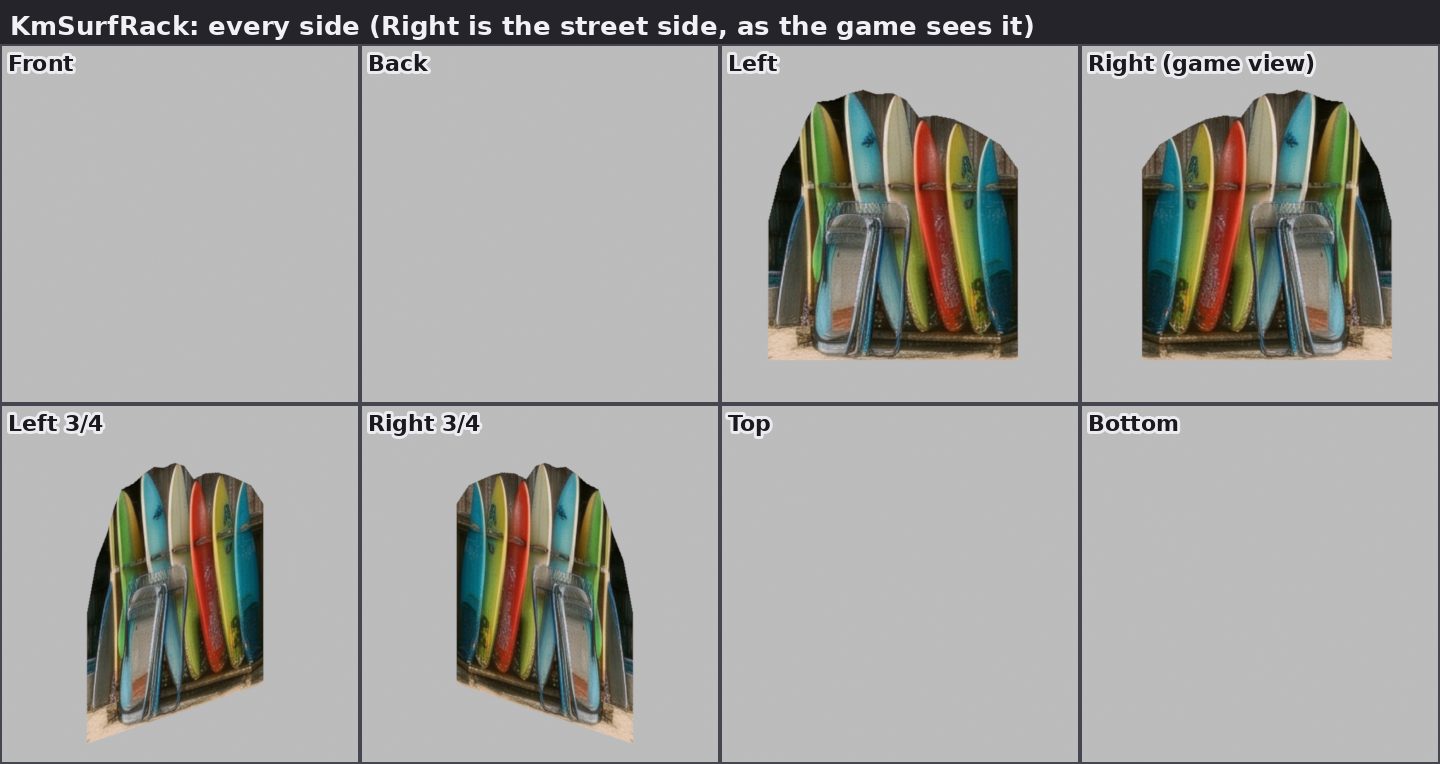 KmSurfRack: every side (Right is the street side, as the game sees it)
Front
Back
Left
Right (game view)
Left 3/4
Right 3/4
Top
Bottom